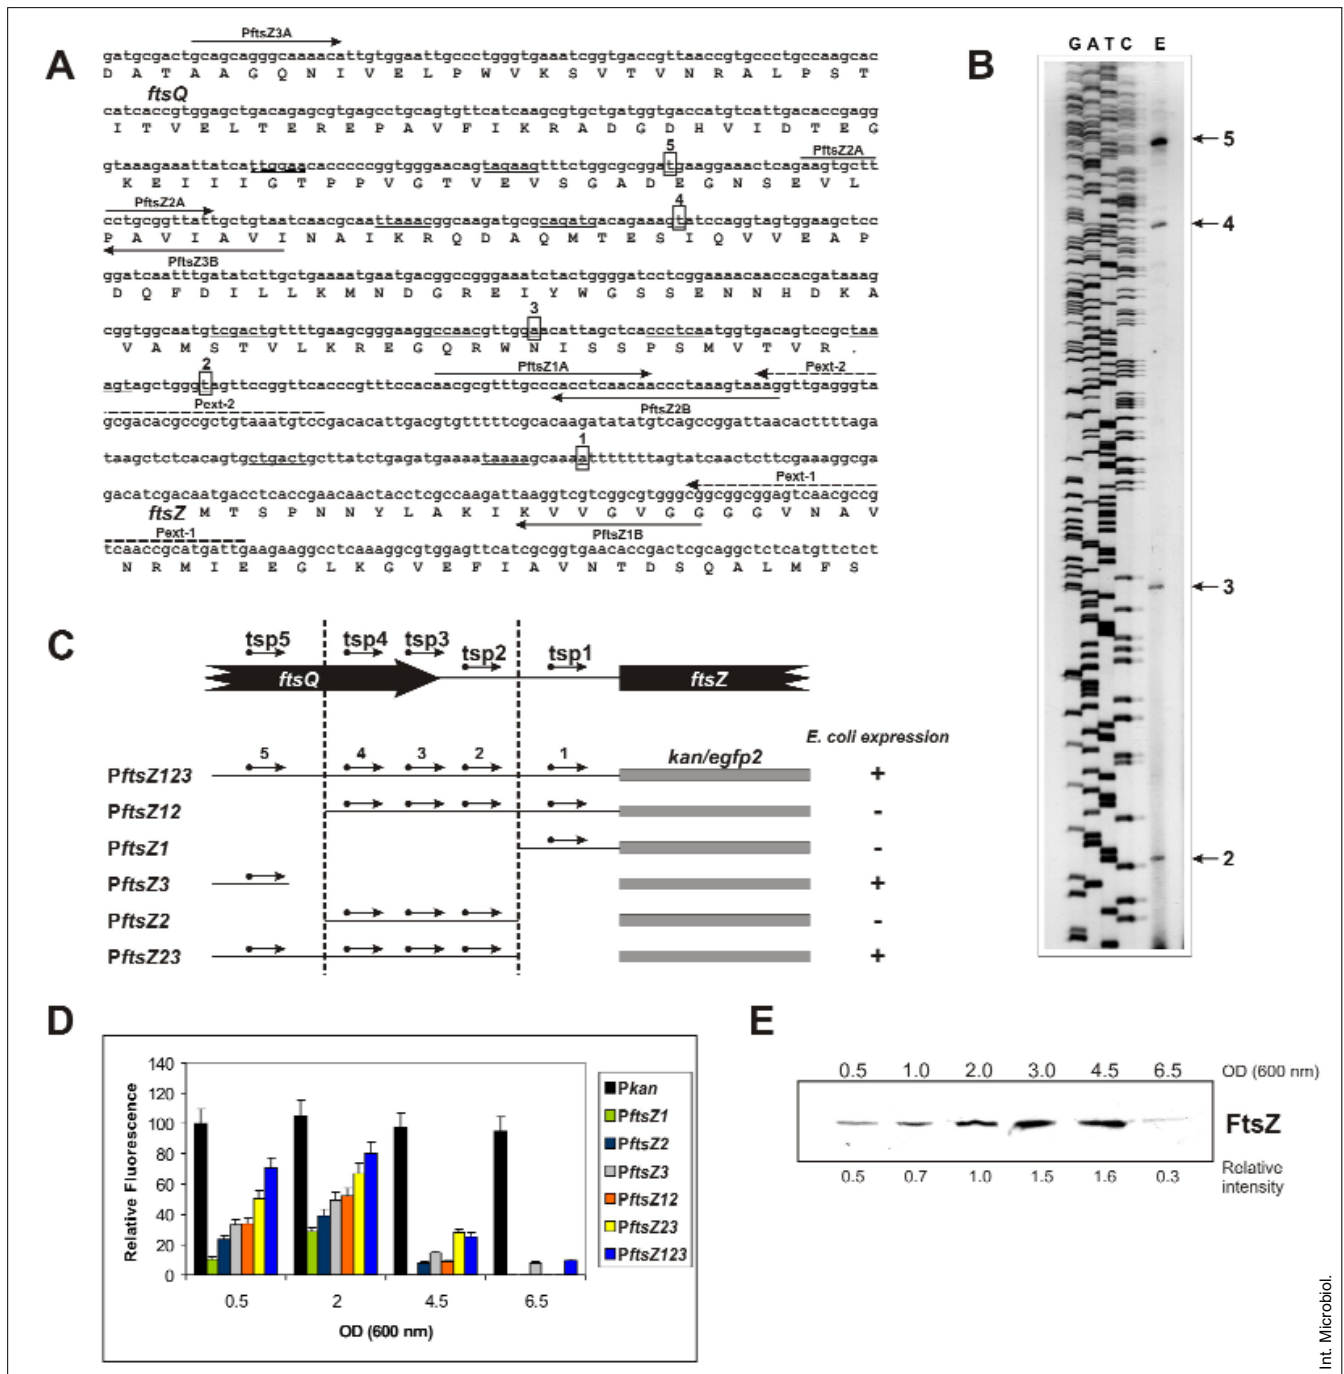 A
PftsZ3A
gatgcgactgcagcagggcaaaacattgtggaattgccctgggtgaaatcggtgaccgttaaccgtgccctgccaagcac
D A T A A G Q N I V E L P W V K S V T V N R A L P S T
ftsQ
catcaccgtggagctgacagagcgtgagcctgcagtgttcatcaagcgtgctgatggtgaccatgtcattgacaccgagg
I T V E L T E R E P A V F I K R A D G D H V I D T E G
5
PftsZ2A
gtaaagaaattatcattggaacacccccggtgggaacagtagaagtttctggcgcggatgaaggaaactcagaagtgctt
K E I I I G T P P V G T V E V S G A D E G N S E V L
PftsZ2A
4
cctgcggttattgctgtaatcaacgcaattaaacggcaagatgcgcagatgacagaaagtatccaggtagtggaagctcc
P A V I A V I N A I K R Q D A Q M T E S I Q V V E A P
PftsZ3B
ggatcaatttgatatcttgctgaaaatgaatgacggccgggaaatctactggggatcctcggaaaacaaccacgataaag
D Q F D I L L K M N D G R E I Y W G S S E N N H D K A
3
cggtggcaatgtcgactgttttgaagcgggaaggccaacgttggaacattagctcaccctcaatggtgacagtccgctaa
V A M S T V L K R E G Q R W N I S S P S M V T V R .
2
PftsZ1A
Pext-2
agtagctgggtagttccggttcacccgtttccacaacgcgtttgcccacctcaacaaccctaaagtaaaggttgagggta
Pext-2
PftsZ2B
gcgacacgccgctgtaaatgtccgacacattgacgtgtttttcgcacaagatatatgtcagccggattaacacttttaga
1
taagctctcacagtgctgactgcttatctgagatgaaaataaaagcaaaatttttttagtatcaactcttcgaaaggcga
Pext-1
gacatcgacaatgacctcaccgaacaactacctcgccaagattaaggtcgtcggcgtgggcggcggcggagtcaacgccg
ftsZ M T S P N N Y L A K I K V V G V G G G G V N A V
Pext-1
PftsZ1B
tcaaccgcatgattgaagaaggcctcaaaggcgtggagttcatcgcggtgaacaccgactcgcaggctctcatgttctct
N R M I E E G L K G V E F I A V N T D S Q A L M F S
B
G A T C E
5
4
3
2
C
tsp5 tsp4 tsp3 tsp2 tsp1
ftsQ ftsZ
E. coli expression
5 4 3 2 1 kan/egfp2
PftsZ123 +
PftsZ12 -
PftsZ1 -
PftsZ3 +
PftsZ2 -
PftsZ23 +
D
Relative Fluorescence
140
120
100
80
60
40
20
0
0.5 2 4.5 6.5
OD (600 nm)
Pkan
PftsZ1
PftsZ2
PftsZ3
PftsZ12
PftsZ23
PftsZ123
E
0.5 1.0 2.0 3.0 4.5 6.5 OD (600 nm)
FtsZ
0.5 0.7 1.0 1.5 1.6 0.3 Relative
intensity
Int. Microbiol.